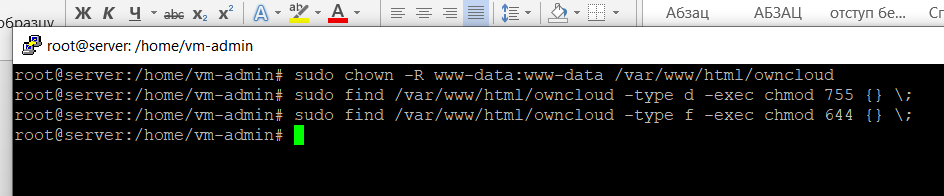 образцу
Ж К Ч abc X₂ X² A ab A
Абзац АБЗАЦ отступ бе...
root@server: /home/vm-admin
root@server:/home/vm-admin# sudo chown -R www-data:www-data /var/www/html/owncloud
root@server:/home/vm-admin# sudo find /var/www/html/owncloud -type d -exec chmod 755 {} \;
root@server:/home/vm-admin# sudo find /var/www/html/owncloud -type f -exec chmod 644 {} \;
root@server:/home/vm-admin#